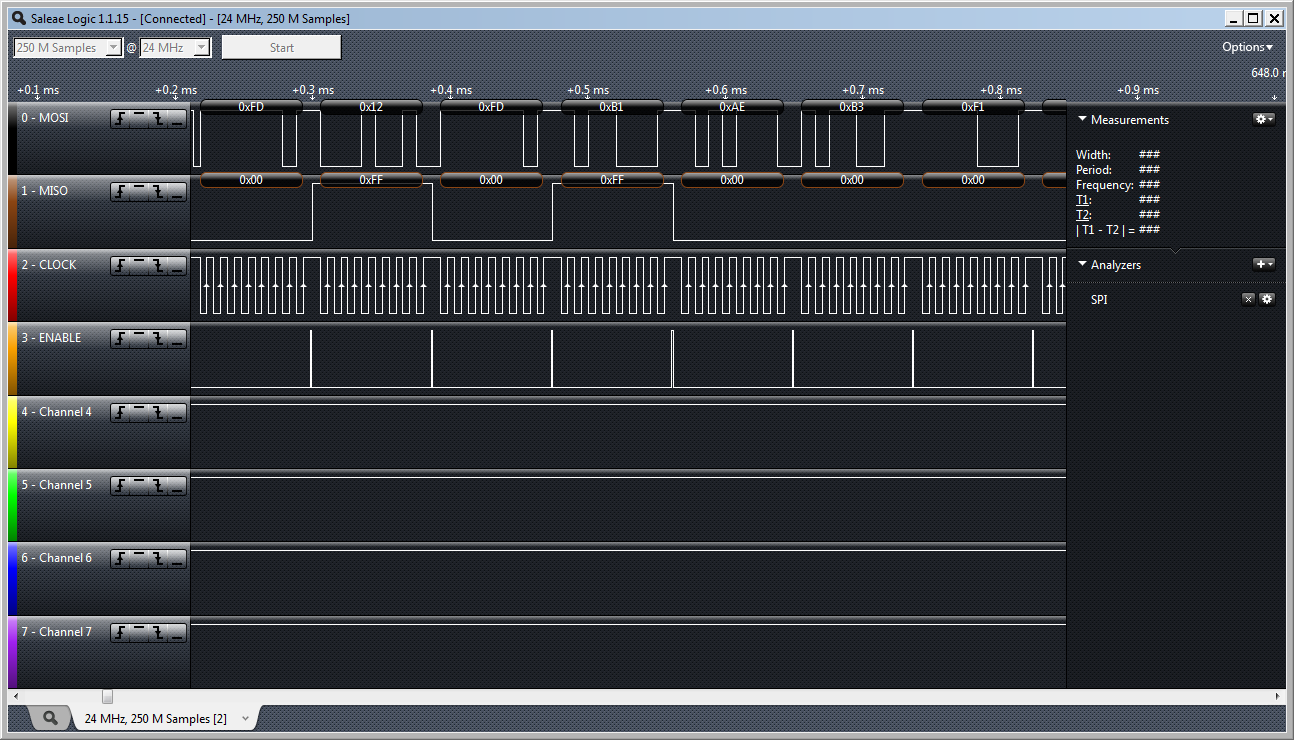 Saleae Logic 1.1.15 - [Connected] - [24 MHz, 250 M Samples]
250 M Samples @ 24 MHz Start Options
648.0
+0.1 ms +0.2 ms +0.3 ms +0.4 ms +0.5 ms +0.6 ms +0.7 ms +0.8 ms +0.9 ms
0xFD 0x12 0xFD 0xB1 0xAE 0xB3 0xF1
0 - MOSI
Measurements
Width: ###
Period: ###
0x00 0xFF 0x00 0xFF 0x00 0x00 0x00
Frequency: ###
1 - MISO
T1: ###
T2: ###
| T1 - T2 | = ###
2 - CLOCK
Analyzers
SPI
3 - ENABLE
4 - Channel 4
5 - Channel 5
6 - Channel 6
7 - Channel 7
24 MHz, 250 M Samples [2]